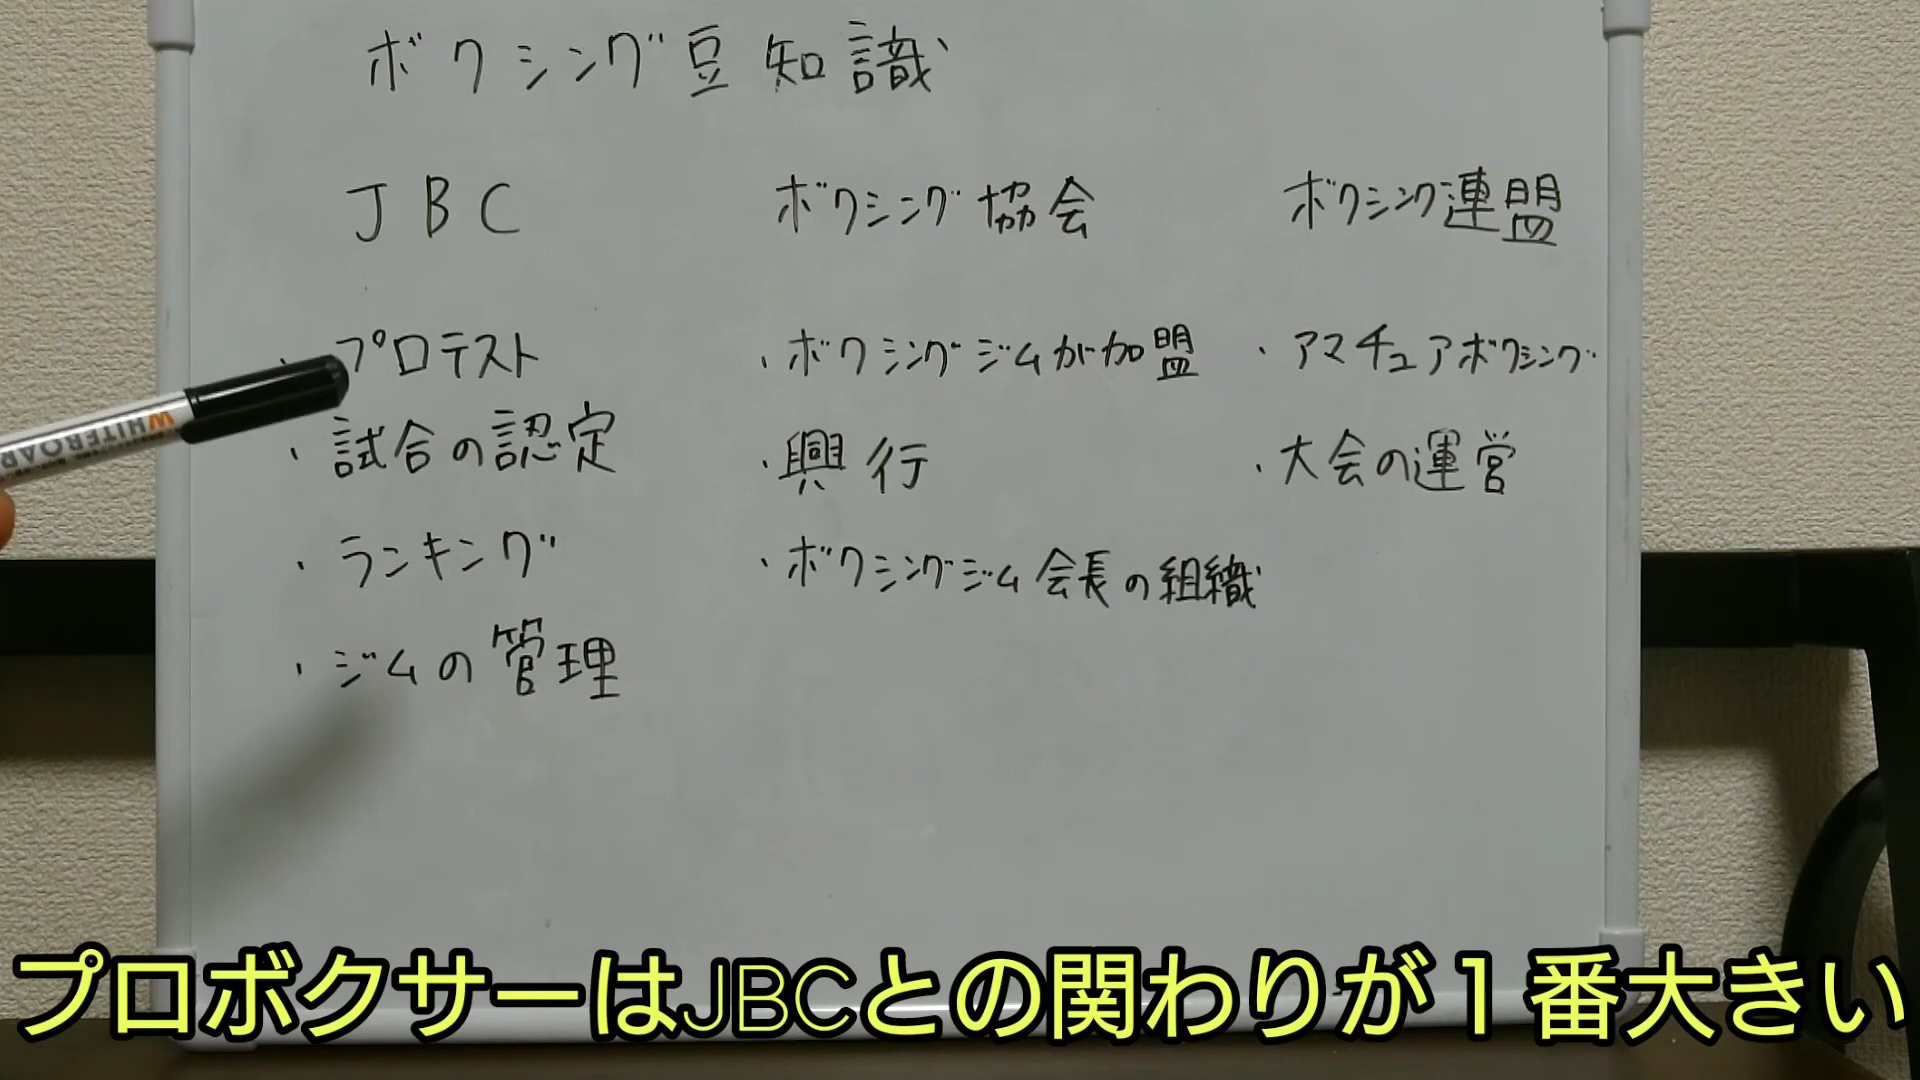 ボクシング豆知識
JBC
・プロテスト
・試合の認定
・ランキング
・ジムの管理
ボクシング協会
・ボクシングジムが加盟
・興行
・ボクシングジム会長の組織
ボクシング連盟
・アマチュアボクシング
・大会の運営
WHITEBOAR
プロボクサーはJBCとの関わりが１番大きい